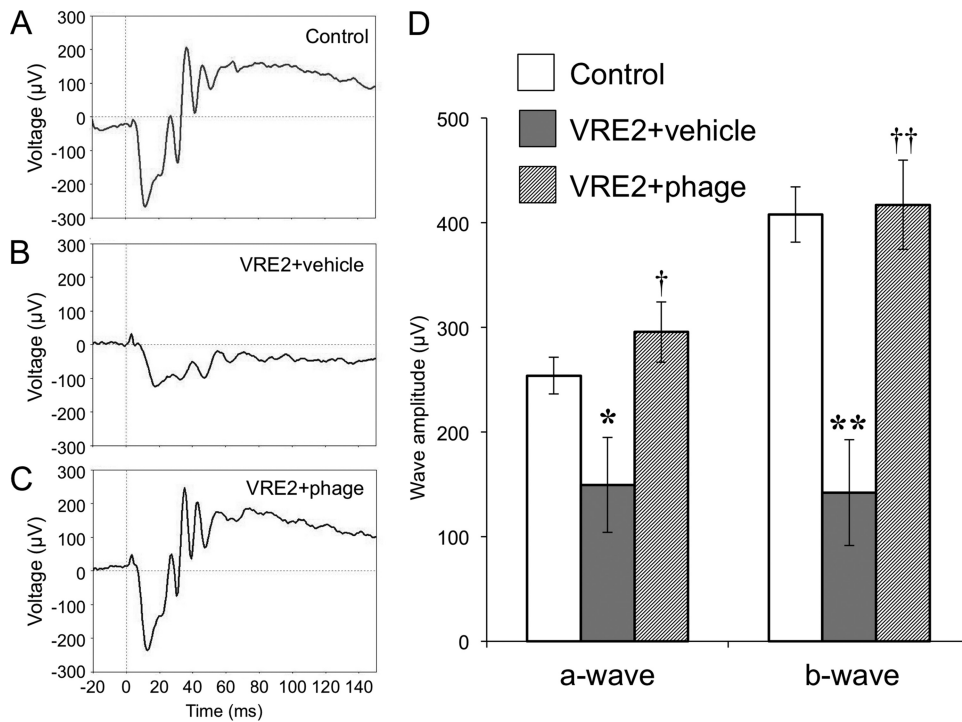 A
Control
Voltage (µV)
300
200
100
0
-100
-200
-300
B
VRE2+vehicle
Voltage (µV)
300
200
100
0
-100
-200
-300
C
VRE2+phage
Voltage (µV)
300
200
100
0
-100
-200
-300
-20 0 20 40 60 80 100 120 140
Time (ms)
D
Control
VRE2+vehicle
VRE2+phage
Wave amplitude (µV)
500
400
300
200
100
0
*
†
**
††
a-wave b-wave